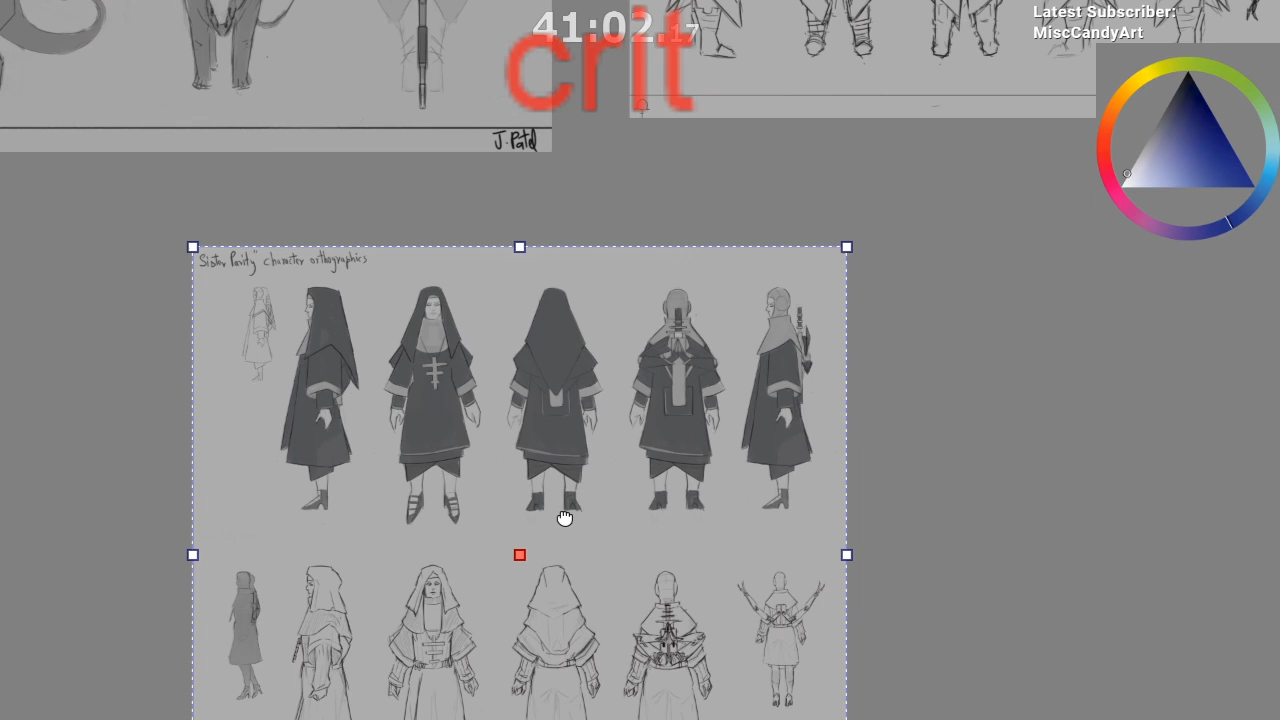 41:02.17
crit
Latest Subscriber:
MiscCandyArt
J. Patel
"Sister Purity" character orthographics